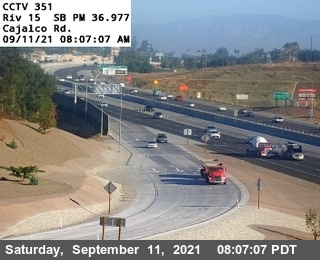 CCTV 351
Riv 15 SB PM 36.977
Cajalco Rd.
09/11/21 08:07:07 AM
Saturday, September 11, 2021 08:07:07 PDT